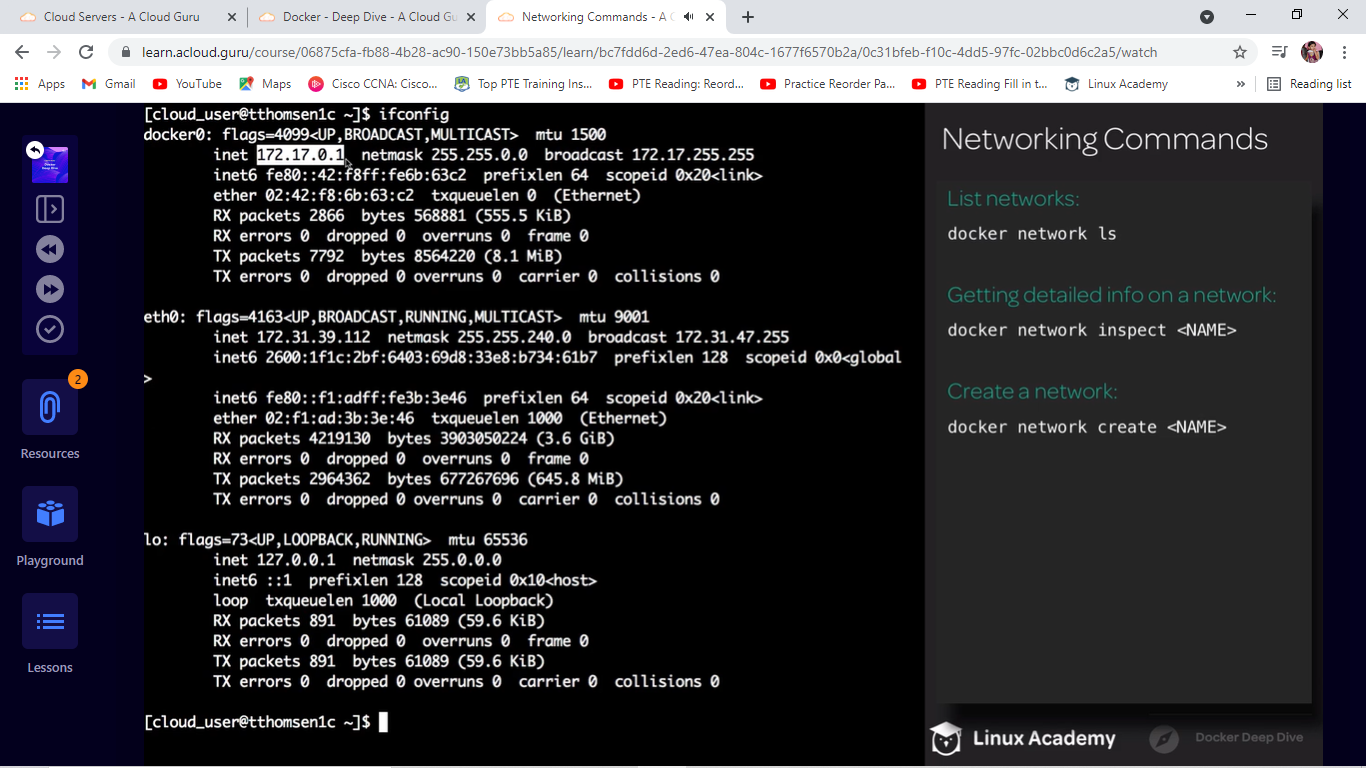 Cloud Servers - A Cloud Guru
Docker - Deep Dive - A Cloud Gu
Networking Commands - A C
learn.acloud.guru/course/06875cfa-fb88-4b28-ac90-150e73bb5a85/learn/bc7fdd6d-2ed6-47ea-804c-1677f6570b2a/0c31bfeb-f10c-4dd5-97fc-02bbc0d6c2a5/watch
Apps Gmail YouTube Maps Cisco CCNA: Cisco... Top PTE Training Ins... PTE Reading: Reord... Practice Reorder Pa... PTE Reading Fill in t... Linux Academy » Reading list
Docker
Deep Dive
2
Resources
Playground
Lessons
[cloud_user@tthomsen1c ~]$ ifconfig
docker0: flags=4099<UP,BROADCAST,MULTICAST> mtu 1500
inet 172.17.0.1 netmask 255.255.0.0 broadcast 172.17.255.255
inet6 fe80::42:f8ff:fe6b:63c2 prefixlen 64 scopeid 0x20<link>
ether 02:42:f8:6b:63:c2 txqueuelen 0 (Ethernet)
RX packets 2866 bytes 568881 (555.5 KiB)
RX errors 0 dropped 0 overruns 0 frame 0
TX packets 7792 bytes 8564220 (8.1 MiB)
TX errors 0 dropped 0 overruns 0 carrier 0 collisions 0
eth0: flags=4163<UP,BROADCAST,RUNNING,MULTICAST> mtu 9001
inet 172.31.39.112 netmask 255.255.240.0 broadcast 172.31.47.255
inet6 2600:1f1c:2bf:6403:69d8:33e8:b734:61b7 prefixlen 128 scopeid 0x0<global
>
inet6 fe80::f1:adff:fe3b:3e46 prefixlen 64 scopeid 0x20<link>
ether 02:f1:ad:3b:3e:46 txqueuelen 1000 (Ethernet)
RX packets 4219130 bytes 3903050224 (3.6 GiB)
RX errors 0 dropped 0 overruns 0 frame 0
TX packets 2964362 bytes 677267696 (645.8 MiB)
TX errors 0 dropped 0 overruns 0 carrier 0 collisions 0
lo: flags=73<UP,LOOPBACK,RUNNING> mtu 65536
inet 127.0.0.1 netmask 255.0.0.0
inet6 ::1 prefixlen 128 scopeid 0x10<host>
loop txqueuelen 1000 (Local Loopback)
RX packets 891 bytes 61089 (59.6 KiB)
RX errors 0 dropped 0 overruns 0 frame 0
TX packets 891 bytes 61089 (59.6 KiB)
TX errors 0 dropped 0 overruns 0 carrier 0 collisions 0
[cloud_user@tthomsen1c ~]$
Networking Commands
List networks:
docker network ls
Getting detailed info on a network:
docker network inspect <NAME>
Create a network:
docker network create <NAME>
Linux Academy
Docker Deep Dive